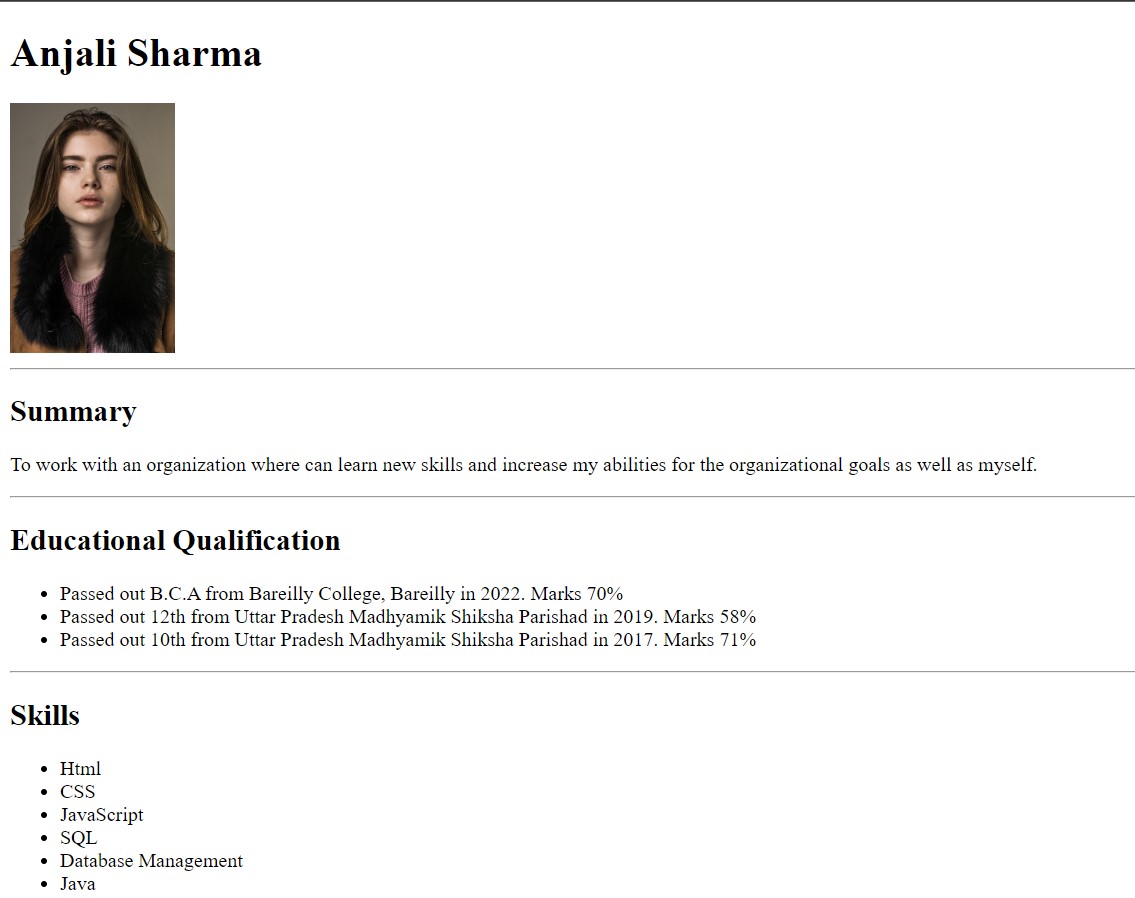 Anjali Sharma
Summary
To work with an organization where can learn new skills and increase my abilities for the organizational goals as well as myself.
Educational Qualification
Passed out B.C.A from Bareilly College, Bareilly in 2022. Marks 70%
Passed out 12th from Uttar Pradesh Madhyamik Shiksha Parishad in 2019. Marks 58%
Passed out 10th from Uttar Pradesh Madhyamik Shiksha Parishad in 2017. Marks 71%
Skills
Html
CSS
JavaScript
SQL
Database Management
Java